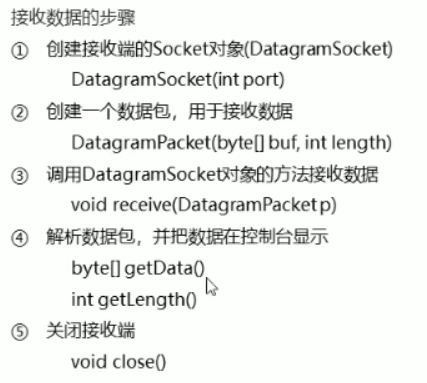 接收数据的步骤
① 创建接收端的Socket对象(DatagramSocket)
DatagramSocket(int port)
② 创建一个数据包，用于接收数据
DatagramPacket(byte[] buf, int length)
③ 调用DatagramSocket对象的方法接收数据
void receive(DatagramPacket p)
④ 解析数据包，并把数据在控制台显示
byte[] getData()
int getLength()
⑤ 关闭接收端
void close()